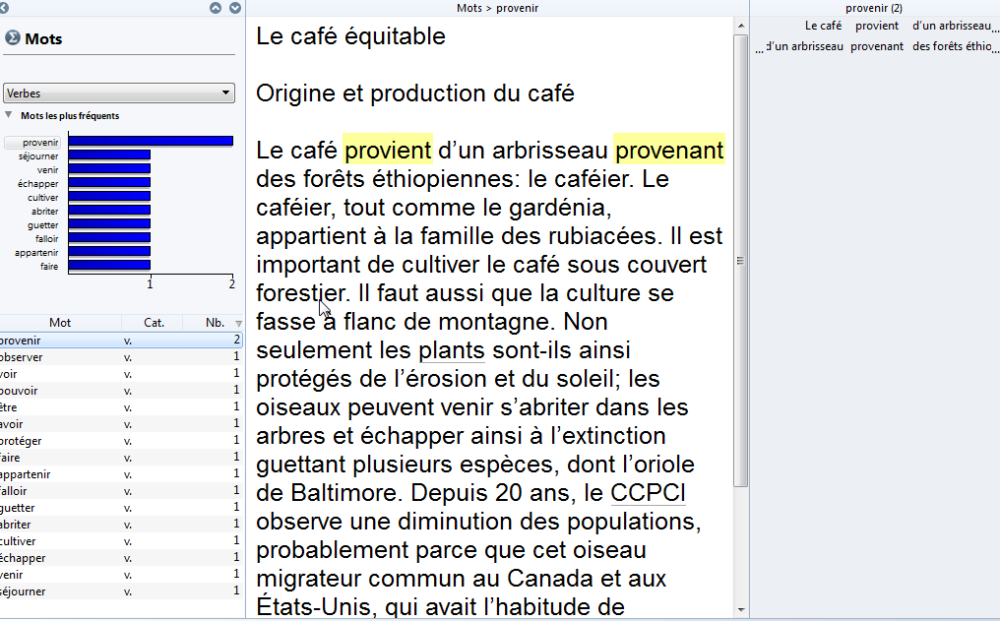 Mots > provenir
provenir (2)
Mots
Verbes
Mots les plus fréquents
provenir
séjourner
venir
échapper
cultiver
abriter
guetter
falloir
appartenir
faire
1 2
Mot Cat. Nb.
provenir v. 2
observer v. 1
voir v. 1
pouvoir v. 1
être v. 1
avoir v. 1
protéger v. 1
faire v. 1
appartenir v. 1
falloir v. 1
guetter v. 1
abriter v. 1
cultiver v. 1
échapper v. 1
venir v. 1
séjourner v. 1
Le café équitable
Origine et production du café
Le café provient d’un arbrisseau provenant
des forêts éthiopiennes: le caféier. Le
caféier, tout comme le gardénia,
appartient à la famille des rubiacées. Il est
important de cultiver le café sous couvert
forestier. Il faut aussi que la culture se
fasse à flanc de montagne. Non
seulement les plants sont-ils ainsi
protégés de l’érosion et du soleil; les
oiseaux peuvent venir s’abriter dans les
arbres et échapper ainsi à l’extinction
guettant plusieurs espèces, dont l’oriole
de Baltimore. Depuis 20 ans, le CCPCI
observe une diminution des populations,
probablement parce que cet oiseau
migrateur commun au Canada et aux
États-Unis, qui avait l’habitude de
Le café provient d’un arbrisseau...
...d’un arbrisseau provenant des forêts éthio...